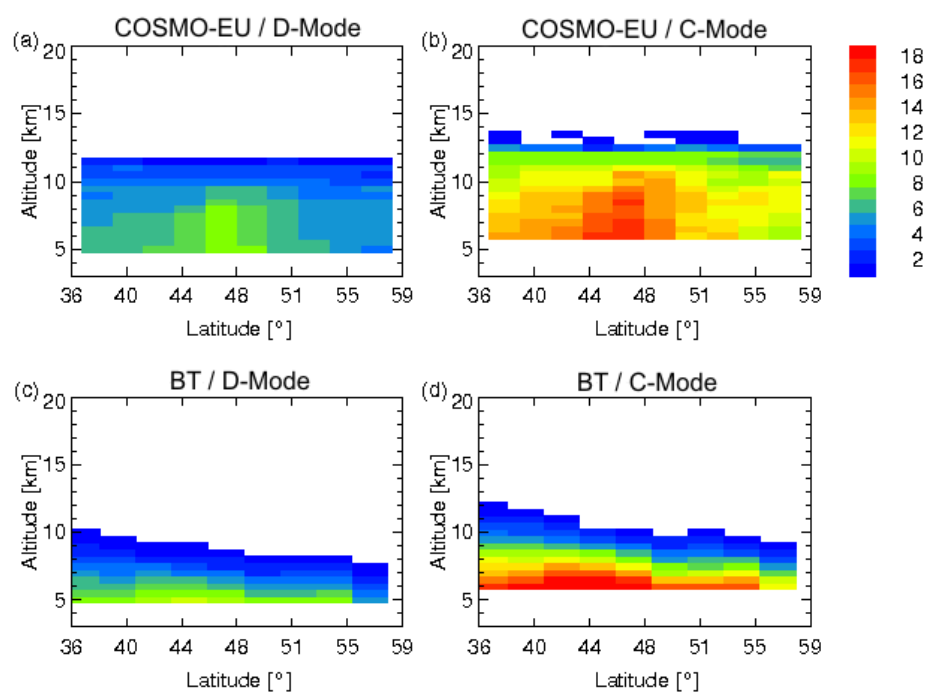 COSMO-EU / D-Mode
COSMO-EU / C-Mode
(a)
(b)
20
15
10
5
Altitude [km]
36 40 44 48 51 55 59
Latitude [°]
20
15
10
5
Altitude [km]
36 40 44 48 51 55 59
Latitude [°]
18
16
14
12
10
8
6
4
2
BT / D-Mode
BT / C-Mode
(c)
(d)
20
15
10
5
Altitude [km]
36 40 44 48 51 55 59
Latitude [°]
20
15
10
5
Altitude [km]
36 40 44 48 51 55 59
Latitude [°]